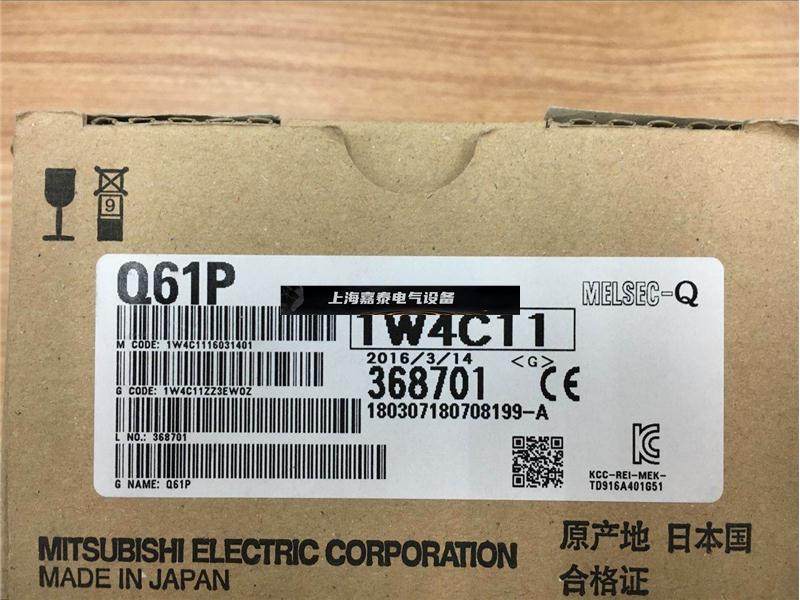 9
Q61P
上海嘉泰电气设备
MELSEC-Q
1W4C11
M CODE: 1W4C1116031401
2016/3/14 <G>
368701 CE
G CODE: 1W4C11ZZ3EWQZ
180307180708199-A
L NO.: 368701
KCC-REI-MEK-
TD916A401G51
G NAME: Q61P
MITSUBISHI ELECTRIC CORPORATION
MADE IN JAPAN
原产地 日本国
合格证